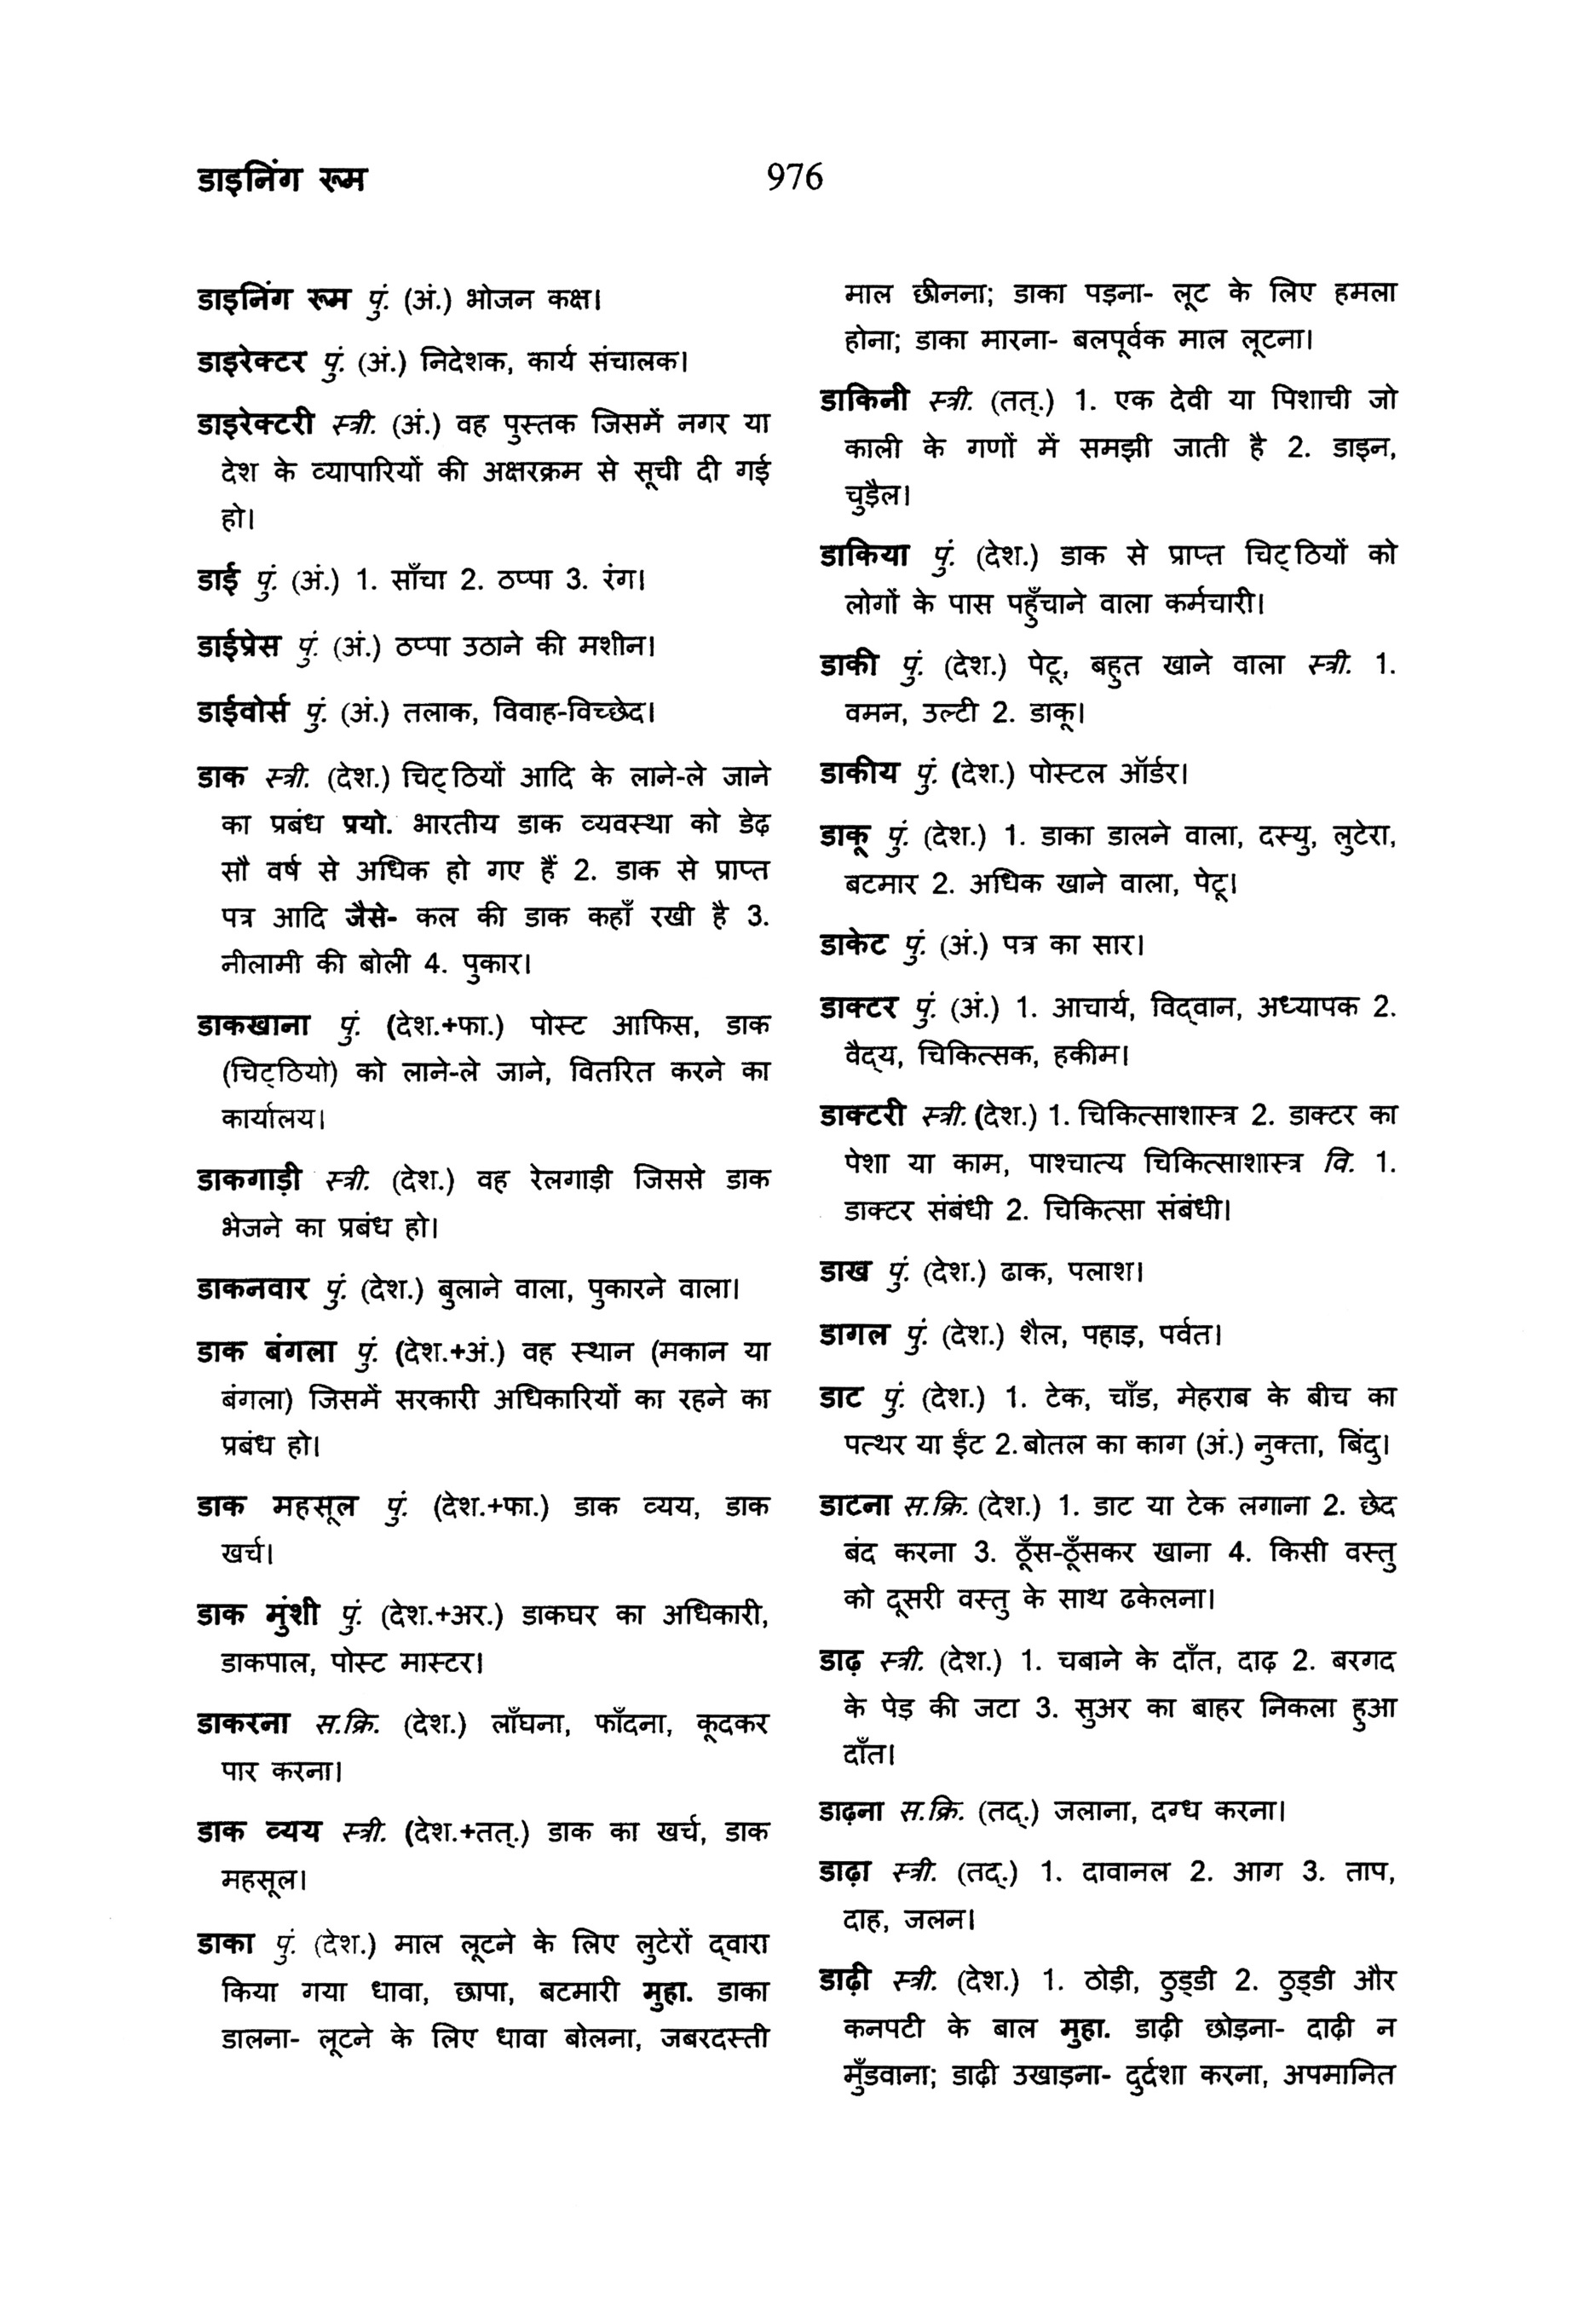 डाइनिंग रूम
976
डाइनिंग रूम पुं. (अं.) भोजन कक्ष।
डाइरेक्टर पुं. (अं.) निदेशक, कार्य संचालक।
डाइरेक्टरी स्त्री. (अं.) वह पुस्तक जिसमें नगर या
देश के व्यापारियों की अक्षरक्रम से सूची दी गई
हो।
डाई पुं. (अं.) 1. साँचा 2. ठप्पा 3. रंग।
डाईप्रेस पुं. (अं.) ठप्पा उठाने की मशीन।
डाईवोर्स पुं. (अं.) तलाक, विवाह-विच्छेद।
डाक स्त्री. (देश.) चिट्ठियों आदि के लाने-ले जाने
का प्रबंध प्रयो. भारतीय डाक व्यवस्था को डेढ़
सौ वर्ष से अधिक हो गए हैं 2. डाक से प्राप्त
पत्र आदि जैसे- कल की डाक कहाँ रखी है 3.
नीलामी की बोली 4. पुकार।
डाकखाना पुं. (देश.+फा.) पोस्ट आफिस, डाक
(चिट्ठियो) को लाने-ले जाने, वितरित करने का
कार्यालय।
डाकगाड़ी स्त्री. (देश.) वह रेलगाड़ी जिससे डाक
भेजने का प्रबंध हो।
डाकनवार पुं. (देश.) बुलाने वाला, पुकारने वाला।
डाक बंगला पुं. (देश.+अं.) वह स्थान (मकान या
बंगला) जिसमें सरकारी अधिकारियों का रहने का
प्रबंध हो।
डाक महसूल पुं. (देश.+फा.) डाक व्यय, डाक
खर्च।
डाक मुंशी पुं. (देश.+अर.) डाकघर का अधिकारी,
डाकपाल, पोस्ट मास्टर।
डाकरना स.क्रि. (देश.) लाँघना, फाँदना, कूदकर
पार करना।
डाक व्यय स्त्री. (देश.+तत्.) डाक का खर्च, डाक
महसूल।
डाका पुं. (देश.) माल लूटने के लिए लुटेरों द्वारा
किया गया धावा, छापा, बटमारी मुहा. डाका
डालना- लूटने के लिए धावा बोलना, जबरदस्ती
माल छीनना; डाका पड़ना- लूट के लिए हमला
होना; डाका मारना- बलपूर्वक माल लूटना।
डाकिनी स्त्री. (तत्.) 1. एक देवी या पिशाची जो
काली के गणों में समझी जाती है 2. डाइन,
चुड़ैल।
डाकिया पुं. (देश.) डाक से प्राप्त चिट्ठियों को
लोगों के पास पहुँचाने वाला कर्मचारी।
डाकी पुं. (देश.) पेटू, बहुत खाने वाला स्त्री. 1.
वमन, उल्टी 2. डाकू।
डाकीय पुं. (देश.) पोस्टल ऑर्डर।
डाकू पुं. (देश.) 1. डाका डालने वाला, दस्यु, लुटेरा,
बटमार 2. अधिक खाने वाला, पेटू।
डाकेट पुं. (अं.) पत्र का सार।
डाक्टर पुं. (अं.) 1. आचार्य, विद्वान, अध्यापक 2.
वैद्य, चिकित्सक, हकीम।
डाक्टरी स्त्री. (देश.) 1. चिकित्साशास्त्र 2. डाक्टर का
पेशा या काम, पाश्चात्य चिकित्साशास्त्र वि. 1.
डाक्टर संबंधी 2. चिकित्सा संबंधी।
डाख पुं. (देश.) ढाक, पलाश।
डागल पुं. (देश.) शैल, पहाड़, पर्वत।
डाट पुं. (देश.) 1. टेक, चाँड, मेहराब के बीच का
पत्थर या ईंट 2. बोतल का काग (अं.) नुक्ता, बिंदु।
डाटना स.क्रि. (देश.) 1. डाट या टेक लगाना 2. छेद
बंद करना 3. ठूँस-ठूँसकर खाना 4. किसी वस्तु
को दूसरी वस्तु के साथ ढकेलना।
डाढ़ स्त्री. (देश.) 1. चबाने के दाँत, दाढ़ 2. बरगद
के पेड़ की जटा 3. सुअर का बाहर निकला हुआ
दाँत।
डाढ़ना स.क्रि. (तद्.) जलाना, दग्ध करना।
डाढ़ा स्त्री. (तद्.) 1. दावानल 2. आग 3. ताप,
दाह, जलन।
डाढ़ी स्त्री. (देश.) 1. ठोड़ी, ठुड्डी 2. ठुड्डी और
कनपटी के बाल मुहा. डाढ़ी छोड़ना- दाढ़ी न
मुँडवाना; डाढ़ी उखाड़ना- दुर्दशा करना, अपमानित